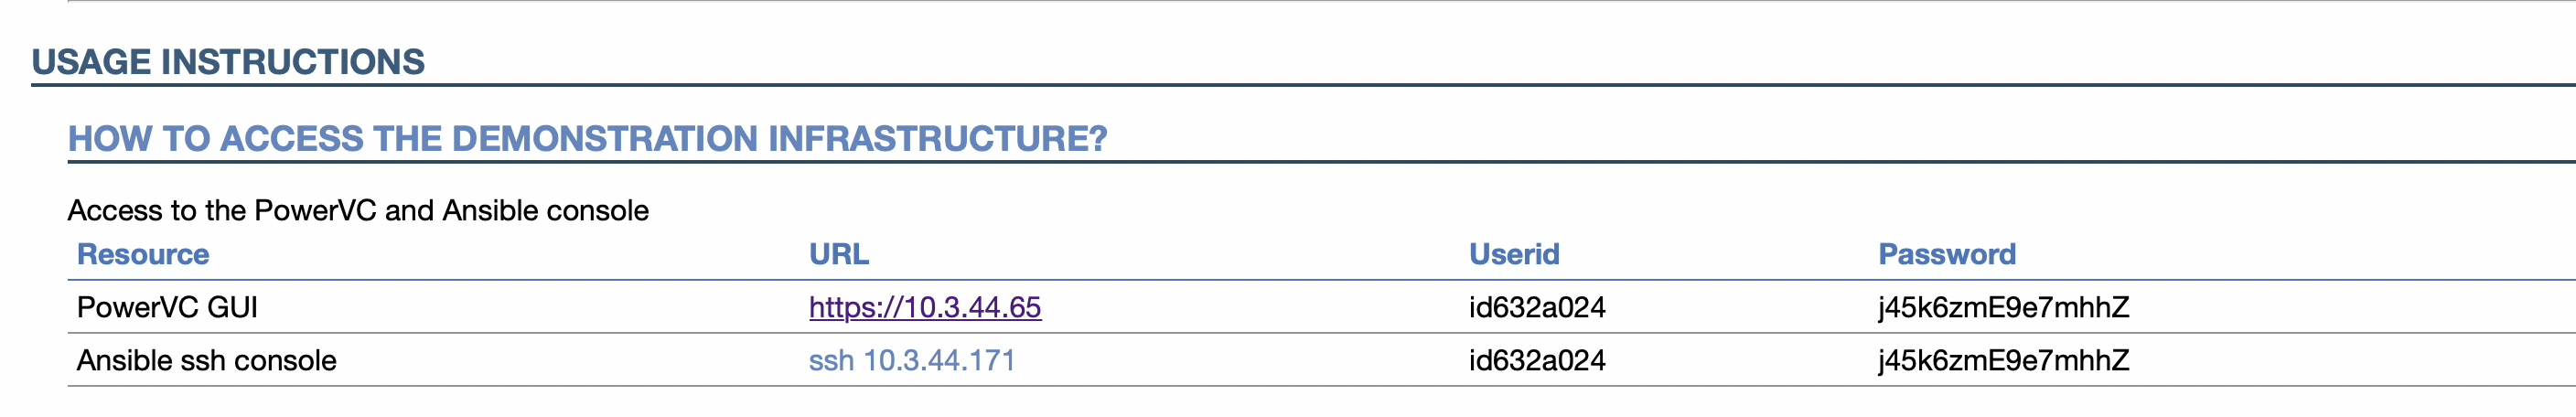 USAGE INSTRUCTIONS
HOW TO ACCESS THE DEMONSTRATION INFRASTRUCTURE?
Access to the PowerVC and Ansible console
Resource URL Userid Password
PowerVC GUI https://10.3.44.65 id632a024 j45k6zmE9e7mhhZ
Ansible ssh console ssh 10.3.44.171 id632a024 j45k6zmE9e7mhhZ